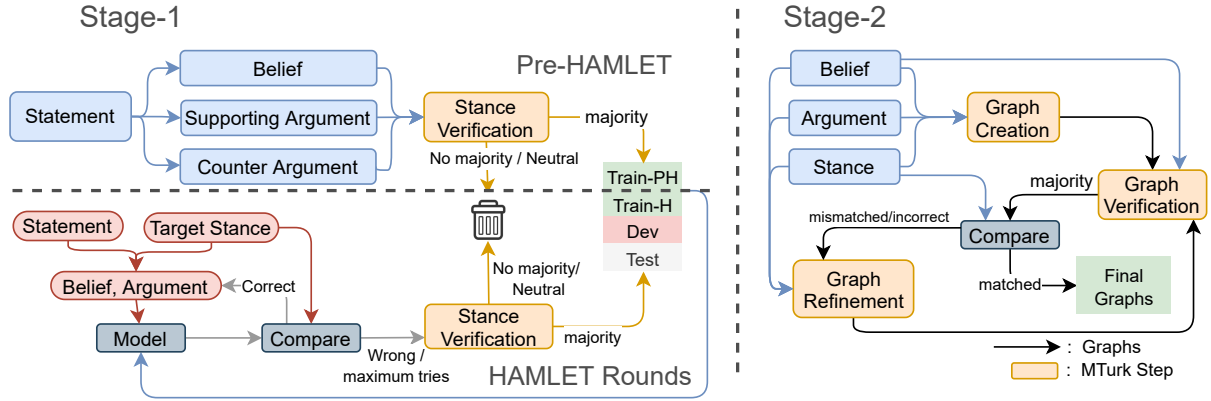 Stage-1
Pre-HAMLET
Statement
Belief
Supporting Argument
Counter Argument
Stance
Verification
majority
No majority / Neutral
Train-PH
Train-H
Dev
Test
Statement
Target Stance
Belief, Argument
Correct
Model
Compare
Wrong /
maximum tries
No majority/
Neutral
Stance
Verification
majority
HAMLET Rounds
Stage-2
Belief
Argument
Stance
Graph
Creation
majority
Graph
Verification
mismatched/incorrect
Compare
Graph
Refinement
matched
Final
Graphs
: Graphs
: MTurk Step